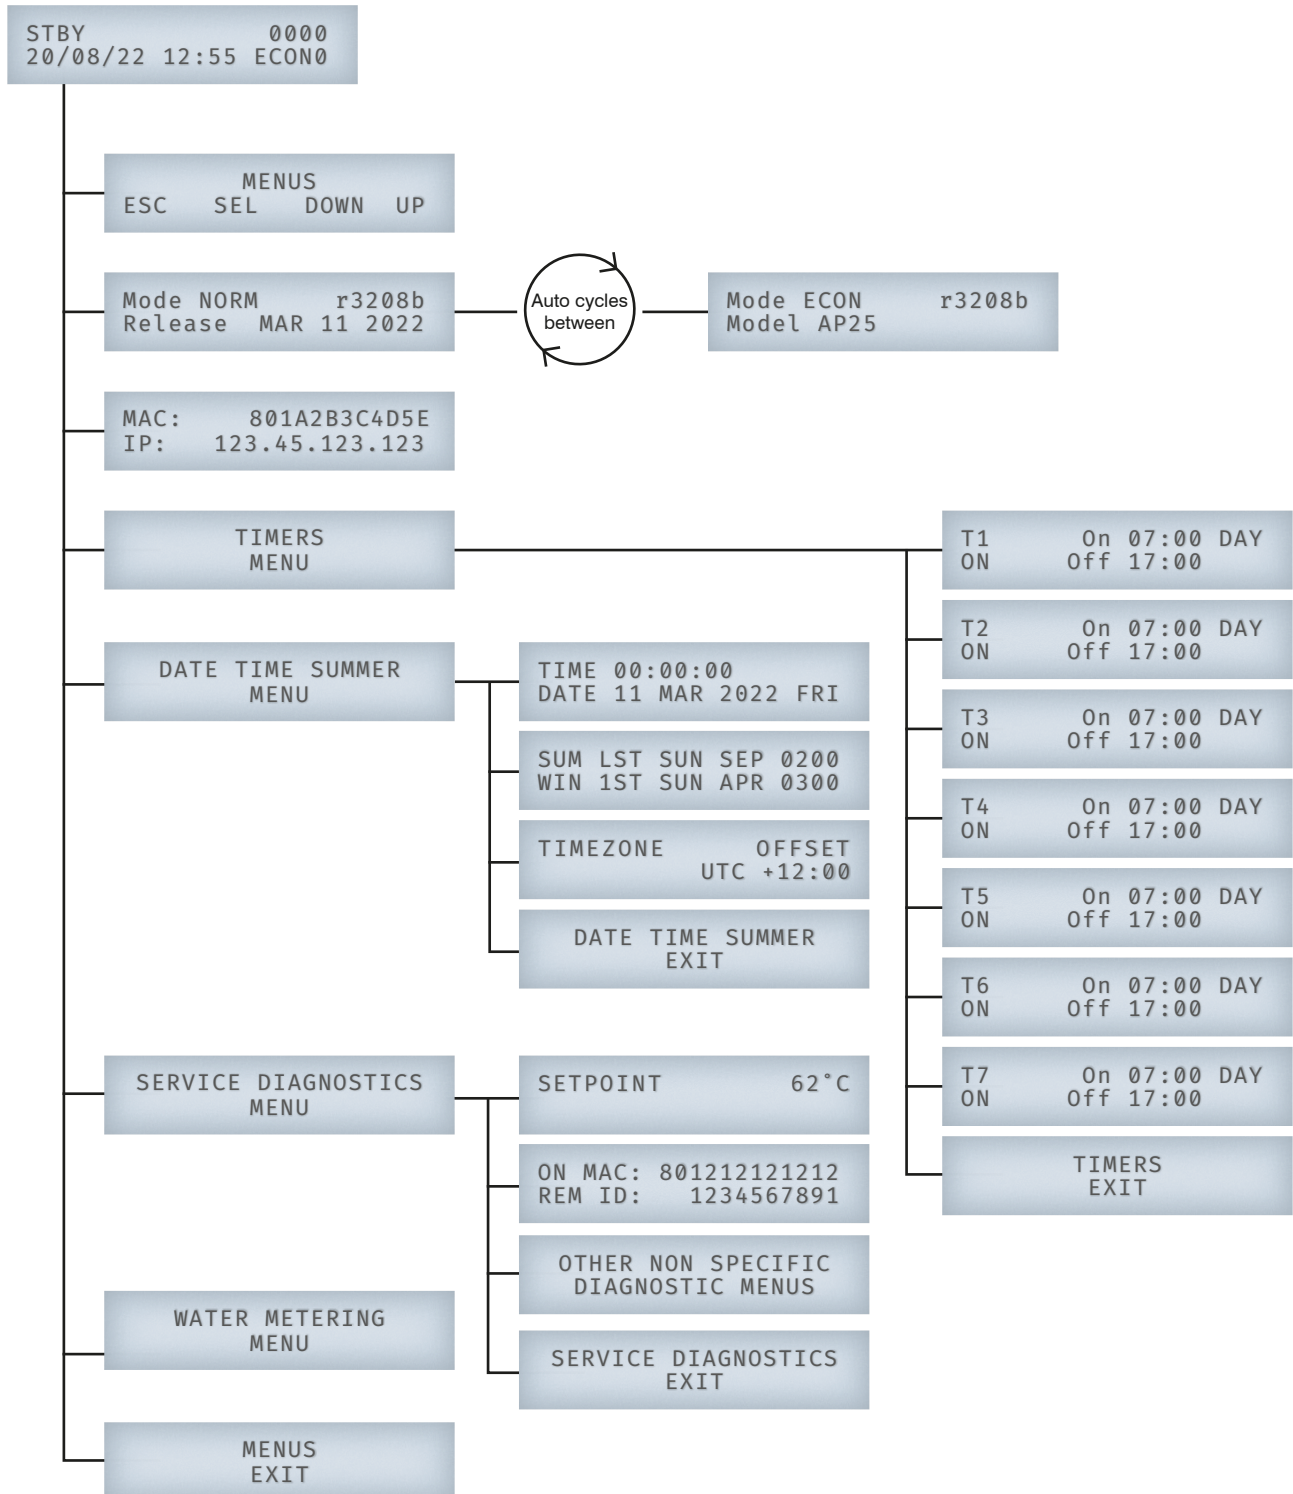 STBY 0000
20/08/22 12:55 ECON0
MENUS
ESC SEL DOWN UP
Mode NORM r3208b
Release MAR 11 2022
Auto cycles
between
Mode ECON r3208b
Model AP25
MAC: 801A2B3C4D5E
IP: 123.45.123.123
TIMERS
MENU
T1 On 07:00 DAY
ON Off 17:00
T2 On 07:00 DAY
ON Off 17:00
T3 On 07:00 DAY
ON Off 17:00
T4 On 07:00 DAY
ON Off 17:00
T5 On 07:00 DAY
ON Off 17:00
T6 On 07:00 DAY
ON Off 17:00
T7 On 07:00 DAY
ON Off 17:00
TIMERS
EXIT
DATE TIME SUMMER
MENU
TIME 00:00:00
DATE 11 MAR 2022 FRI
SUM LST SUN SEP 0200
WIN 1ST SUN APR 0300
TIMEZONE OFFSET
UTC +12:00
DATE TIME SUMMER
EXIT
SERVICE DIAGNOSTICS
MENU
SETPOINT 62°C
ON MAC: 801212121212
REM ID: 1234567891
OTHER NON SPECIFIC
DIAGNOSTIC MENUS
SERVICE DIAGNOSTICS
EXIT
WATER METERING
MENU
MENUS
EXIT